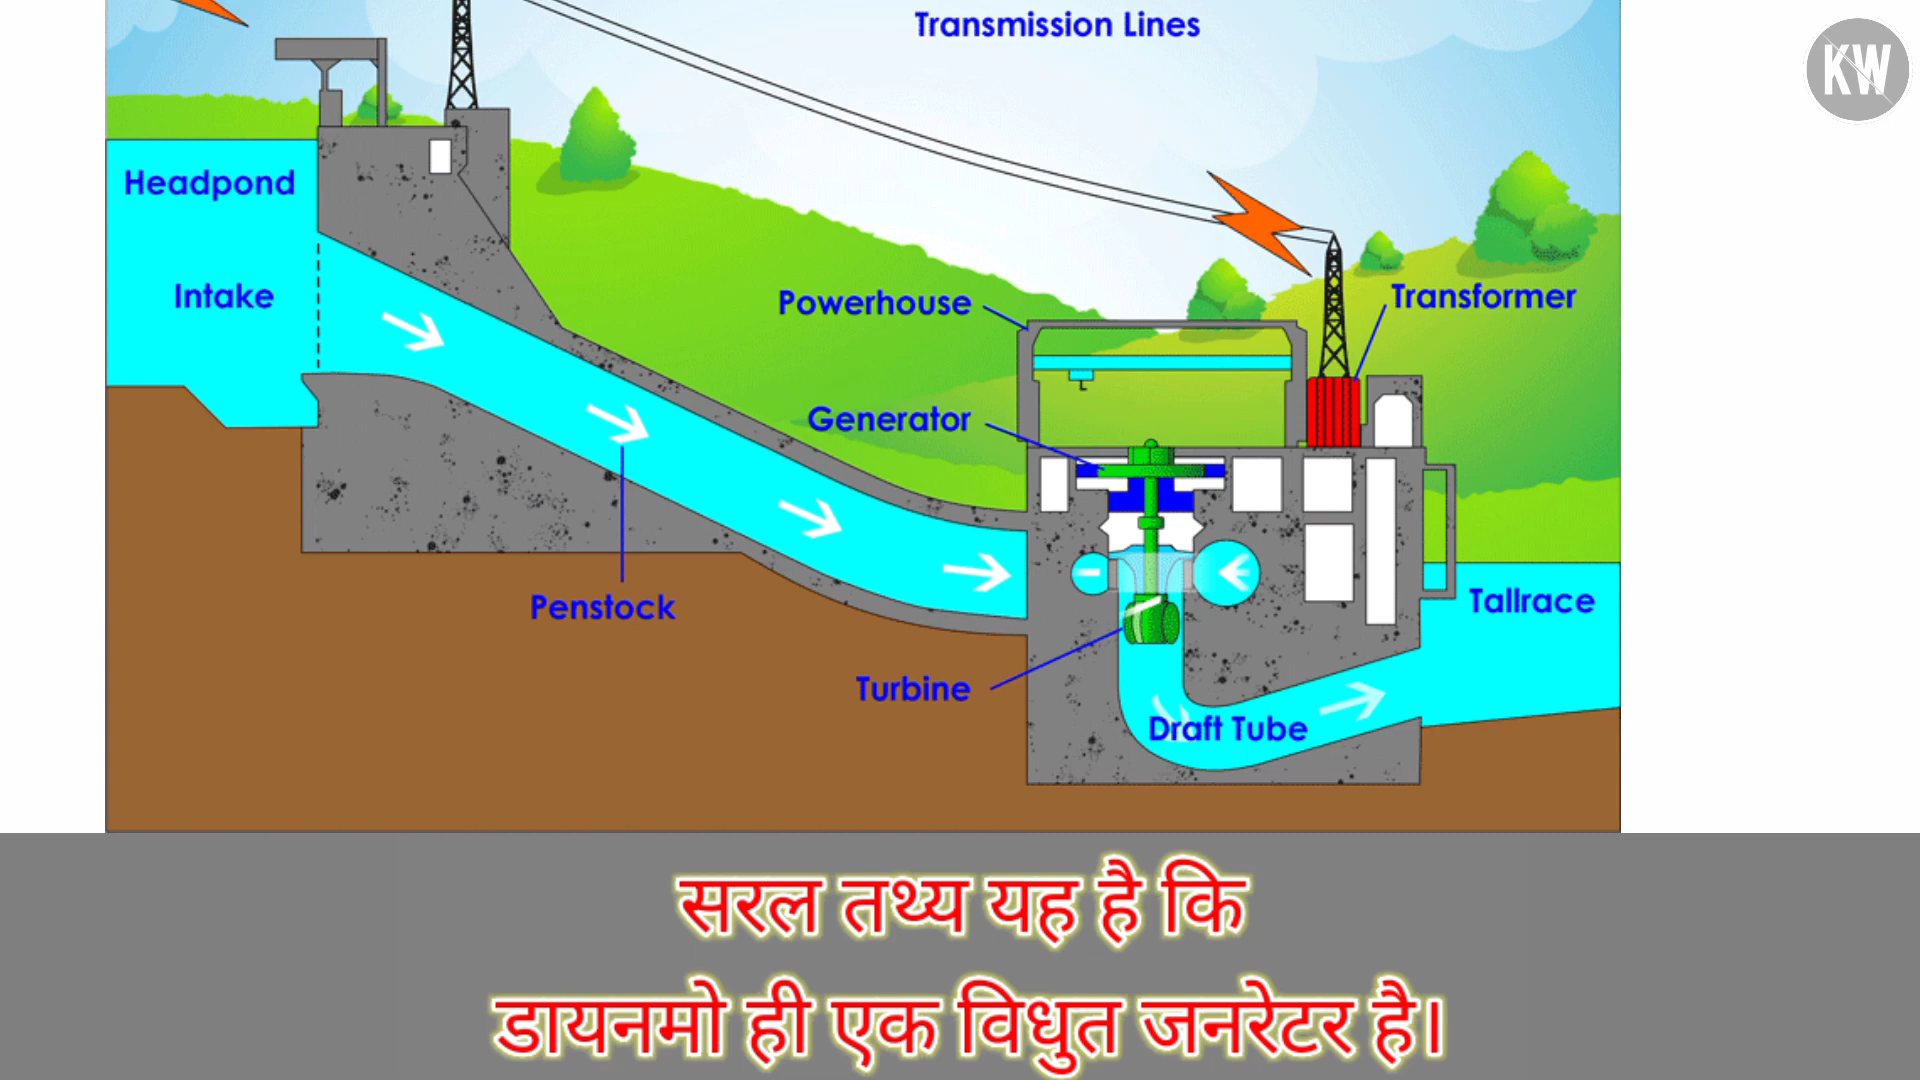 Transmission Lines
KW
Headpond
Intake
Powerhouse
Transformer
Generator
Penstock
Tallrace
Turbine
Draft Tube
सरल तथ्य यह है कि
डायनमो ही एक विधुत जनरेटर है।